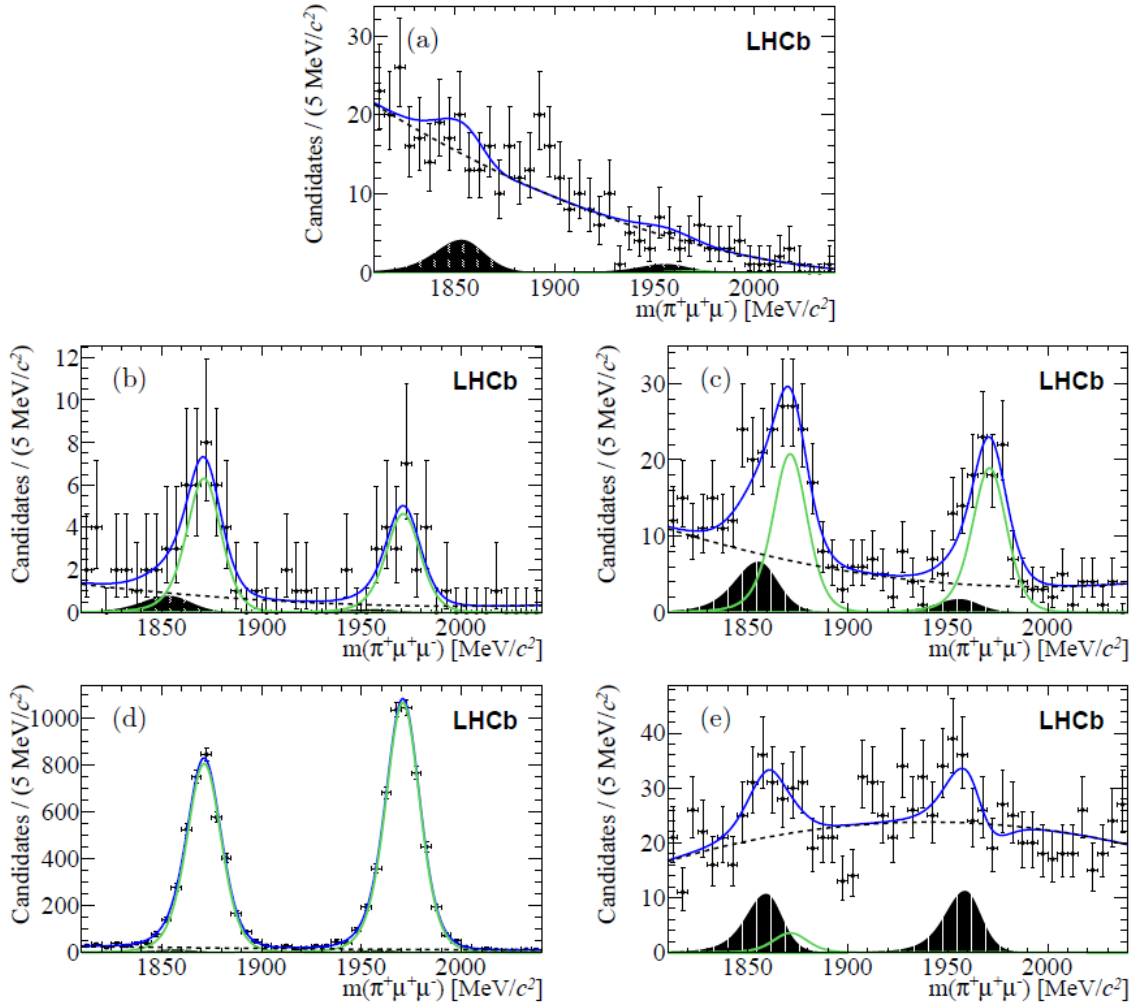 (a)
LHCb
Candidates / (5 MeV/c²)
30
20
10
0
1850
1900
1950
2000
m(π⁺μ⁺μ⁻) [MeV/c²]
(b)
LHCb
Candidates / (5 MeV/c²)
12
10
8
6
4
2
0
1850
1900
1950
2000
m(π⁺μ⁺μ⁻) [MeV/c²]
(c)
LHCb
Candidates / (5 MeV/c²)
30
20
10
0
1850
1900
1950
2000
m(π⁺μ⁺μ⁻) [MeV/c²]
(d)
LHCb
Candidates / (5 MeV/c²)
1000
800
600
400
200
0
1850
1900
1950
2000
m(π⁺μ⁺μ⁻) [MeV/c²]
(e)
LHCb
Candidates / (5 MeV/c²)
40
30
20
10
0
1850
1900
1950
2000
m(π⁺μ⁺μ⁻) [MeV/c²]